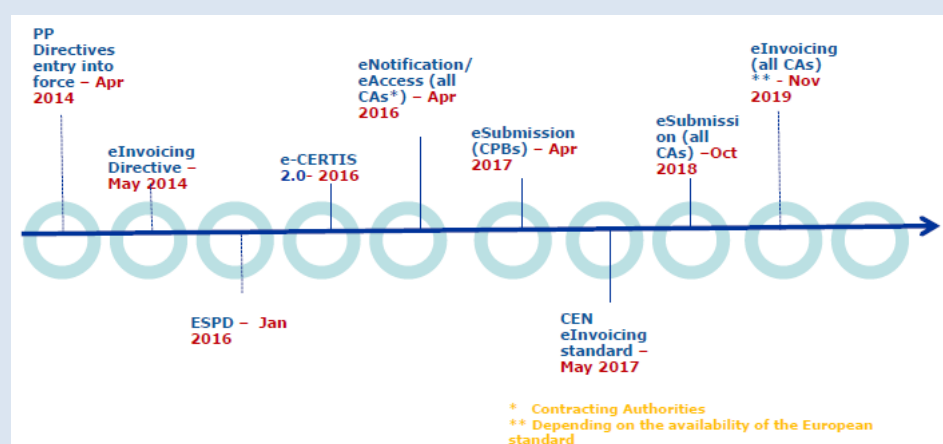 PP
Directives
entry into
force – Apr
2014
eInvoicing
Directive –
May 2014
ESPD – Jan
2016
e-CERTIS
2.0- 2016
eNotification/
eAccess (all
CAs*) – Apr
2016
eSubmission
(CPBs) – Apr
2017
CEN
eInvoicing
standard –
May 2017
eSubmissi
on (all
CAs) –Oct
2018
eInvoicing
(all CAs)
** - Nov
2019
* Contracting Authorities
** Depending on the availability of the European
standard